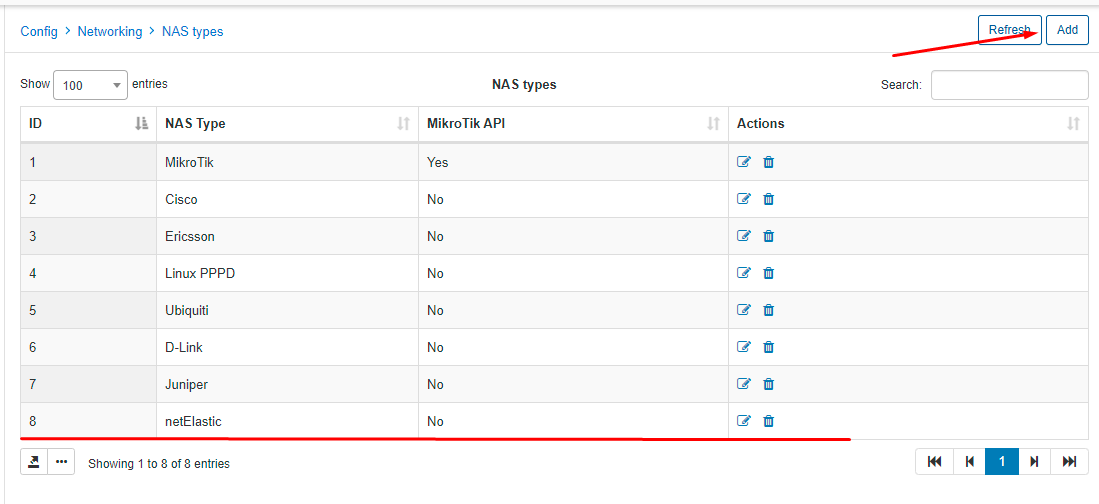 Config > Networking > NAS types Refresh Add
Show 100 entries NAS types Search:
ID NAS Type MikroTik API Actions
1 MikroTik Yes
2 Cisco No
3 Ericsson No
4 Linux PPPD No
5 Ubiquiti No
6 D-Link No
7 Juniper No
8 netElastic No
Showing 1 to 8 of 8 entries 1